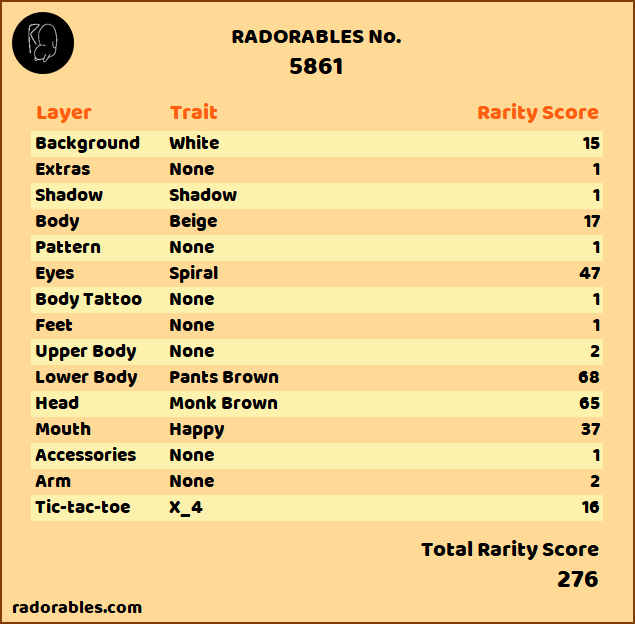 RADORABLES No.
5861
Layer Trait Rarity Score
Background White 15
Extras None 1
Shadow Shadow 1
Body Beige 17
Pattern None 1
Eyes Spiral 47
Body Tattoo None 1
Feet None 1
Upper Body None 2
Lower Body Pants Brown 68
Head Monk Brown 65
Mouth Happy 37
Accessories None 1
Arm None 2
Tic-tac-toe X_4 16
Total Rarity Score
276
radorables.com